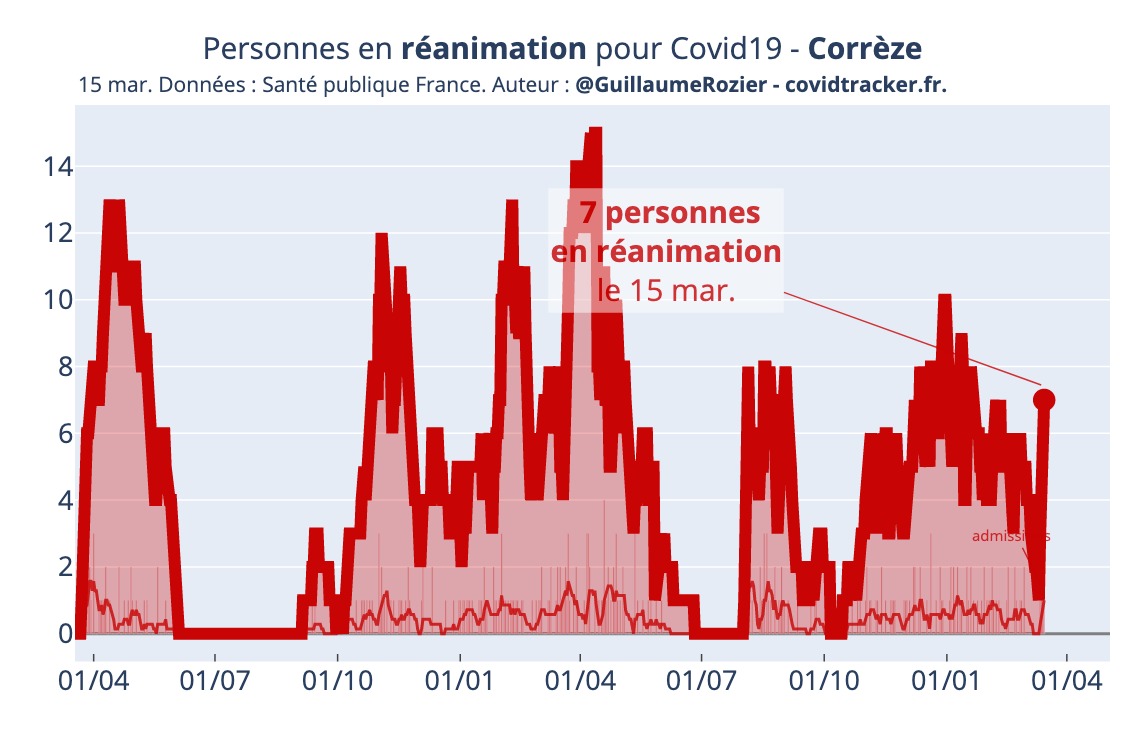 Personnes en réanimation pour Covid19 - Corrèze
15 mar. Données : Santé publique France. Auteur : @GuillaumeRozier - covidtracker.fr.
14
12
10
8
6
4
2
0
7 personnes
en réanimation
le 15 mar.
admissions
01/04 01/07 01/10 01/01 01/04 01/07 01/10 01/01 01/04